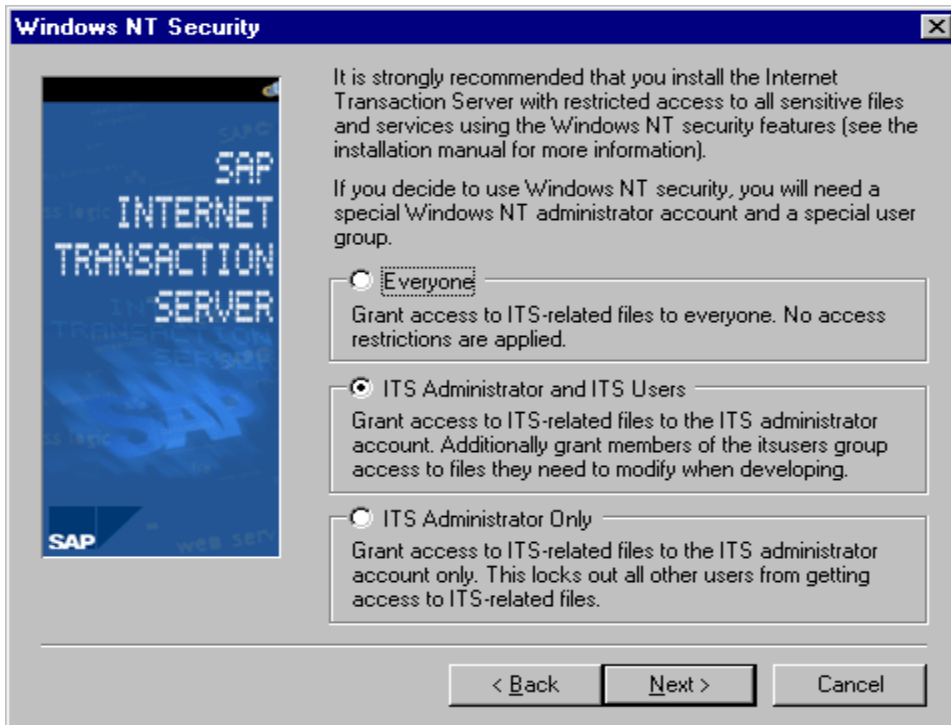 Windows NT Security
SAP
INTERNET
TRANSACTION
SERVER
SAP
web serv
It is strongly recommended that you install the Internet
Transaction Server with restricted access to all sensitive files
and services using the Windows NT security features (see the
installation manual for more information).
If you decide to use Windows NT security, you will need a
special Windows NT administrator account and a special user
group.
Everyone
Grant access to ITS-related files to everyone. No access
restrictions are applied.
ITS Administrator and ITS Users
Grant access to ITS-related files to the ITS administrator
account. Additionally grant members of the itsusers group
access to files they need to modify when developing.
ITS Administrator Only
Grant access to ITS-related files to the ITS administrator
account only. This locks out all other users from getting
access to ITS-related files.
< Back
Next >
Cancel